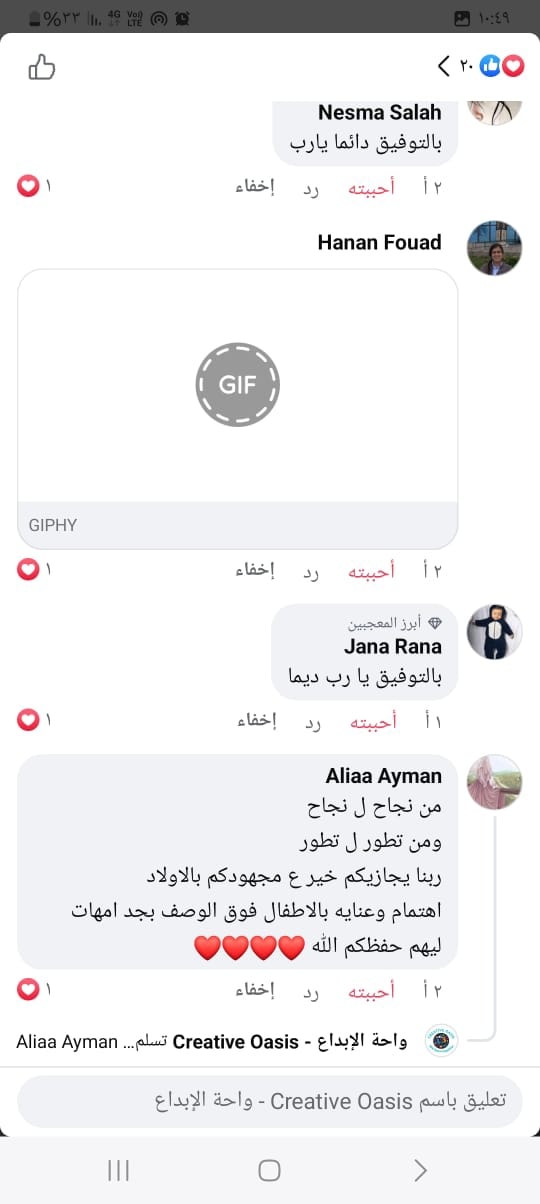 ١٠:٤٩ %٢٣ 4G Vo)) LTE
٢٠
Nesma Salah
بالتوفيق دائما يارب
٢ أ أحببته رد إخفاء ١
Hanan Fouad
GIF
GIPHY
٢ أ أحببته رد إخفاء ١
أبرز المعجبين
Jana Rana
بالتوفيق يا رب ديما
١ أ أحببته رد إخفاء ١
Aliaa Ayman
من نجاح ل نجاح
ومن تطور ل تطور
ربنا يجازيكم خير ع مجهودكم بالاولاد
اهتمام وعنايه بالاطفال فوق الوصف بجد امهات
ليهم حفظكم الله ♥️♥️♥️♥️
٢ أ أحببته رد إخفاء ١
واحة الإبداع - Creative Oasis تسلم... Aliaa Ayman
تعليق باسم Creative Oasis - واحة الإبداع